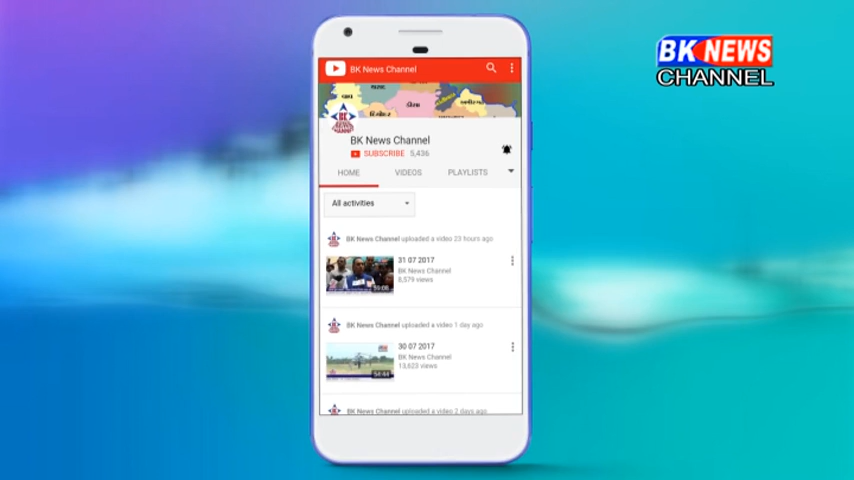 BK NEWS
CHANNEL
BK News Channel
BK News Channel
SUBSCRIBE 5,436
HOME VIDEOS PLAYLISTS
All activities
BK News Channel uploaded a video 23 hours ago
31 07 2017
BK News Channel
8,579 views
BK News Channel uploaded a video 1 day ago
30 07 2017
BK News Channel
13,623 views
54:44
BK News Channel uploaded a video 2 days ago